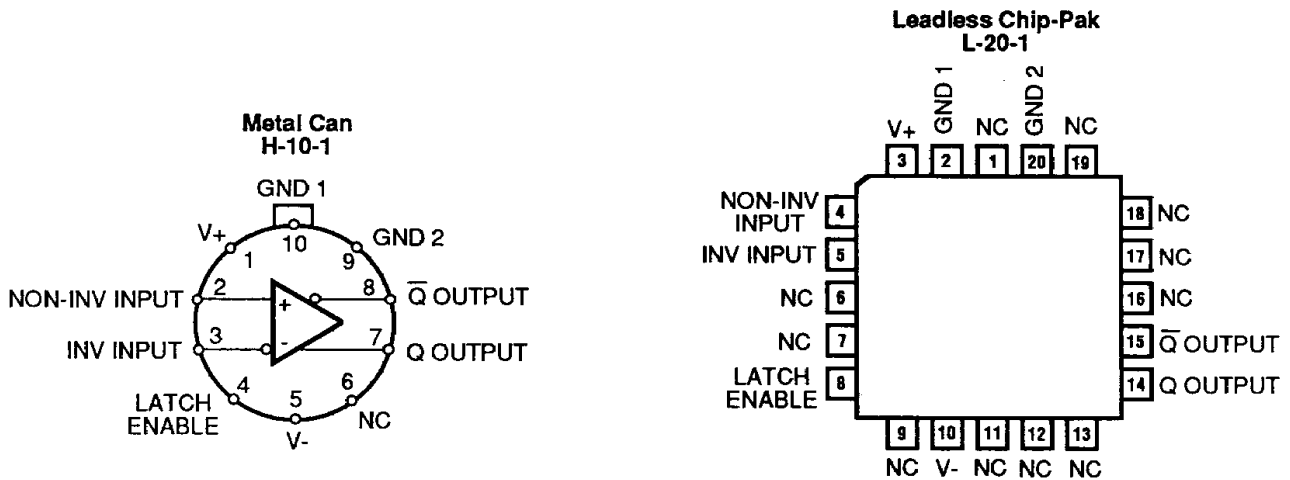 Metal Can
H-10-1
GND 1
V+
10
GND 2
1
9
NON-INV INPUT
2
+
8
Q̅ OUTPUT
INV INPUT
3
-
7
Q OUTPUT
4
5
6
LATCH
ENABLE
NC
V-
Leadless Chip-Pak
L-20-1
V+
GND 1
NC
GND 2
NC
3
2
1
20
19
NON-INV
INPUT
4
18
NC
INV INPUT
5
17
NC
NC
6
16
NC
NC
7
15
Q̅ OUTPUT
LATCH
ENABLE
8
14
Q OUTPUT
9
10
11
12
13
NC
V-
NC
NC
NC